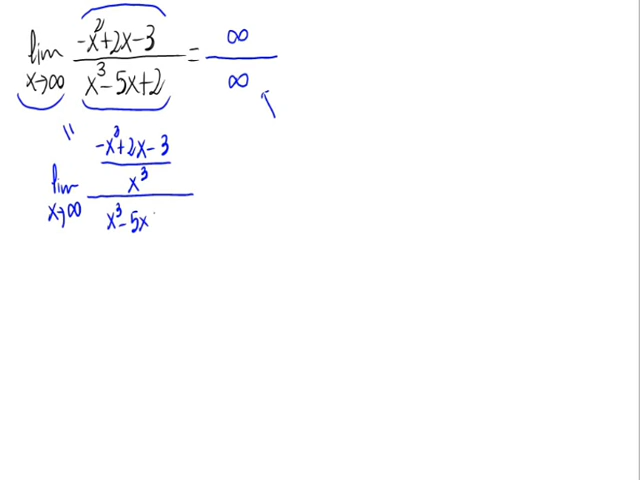 lim x→∞ (-x²+2x-3)/(x³-5x+2) = ∞/∞
"
lim x→∞ ((-x²+2x-3)/x³)/(x³-5x